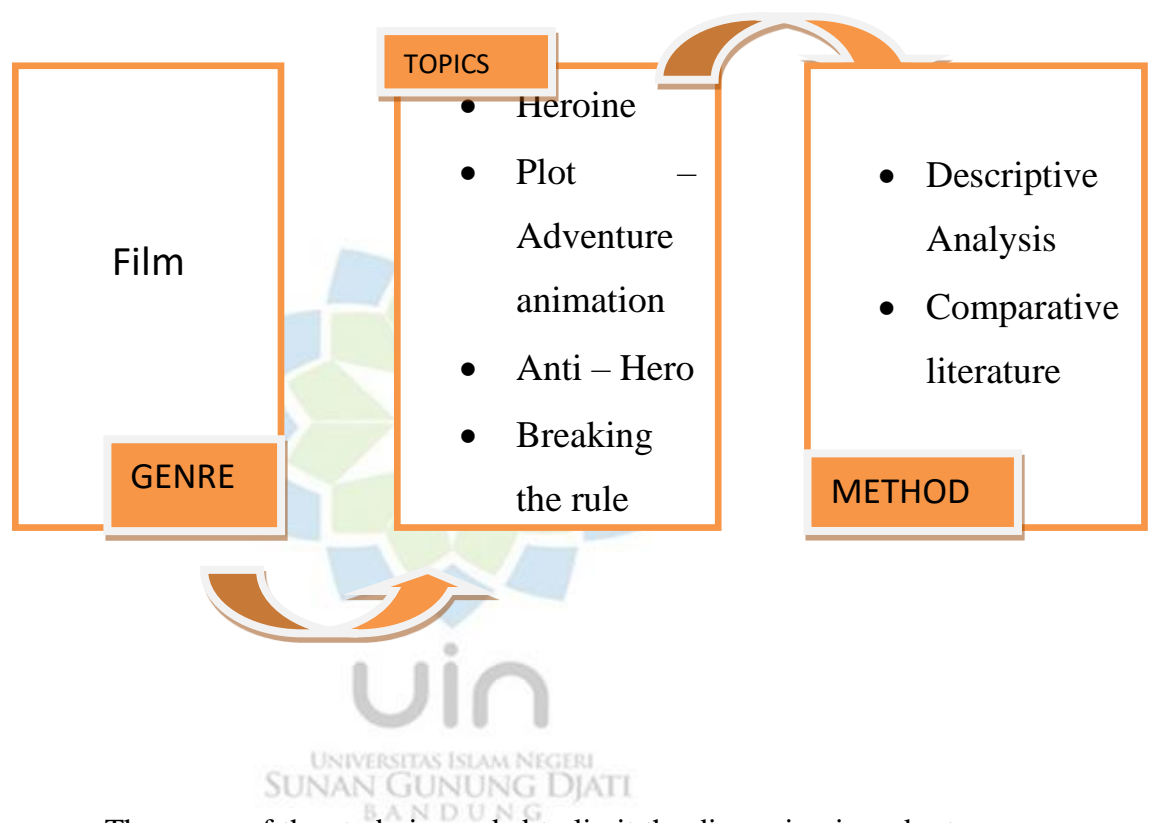 Film
GENRE
TOPICS
• Heroine
• Plot –
Adventure
animation
• Anti – Hero
• Breaking
the rule
• Descriptive
Analysis
• Comparative
literature
METHOD
uin
UNIVERSITAS ISLAM NEGERI
SUNAN GUNUNG DJATI
BANDUNG